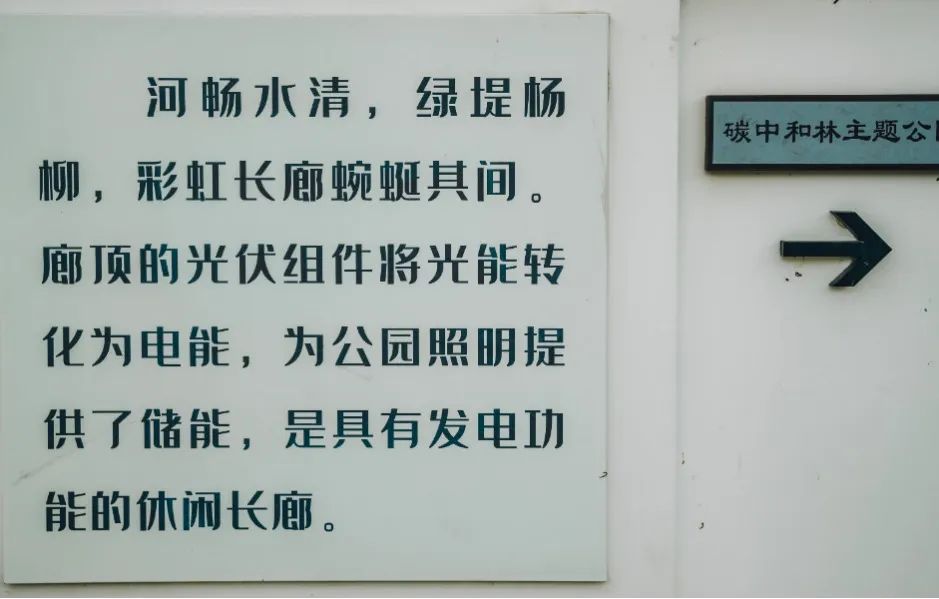 河畅水清，绿堤杨
柳，彩虹长廊蜿蜒其间。
廊顶的光伏组件将光能转
化为电能，为公园照明提
供了储能，是具有发电功
能的休闲长廊。
碳中和林主题公